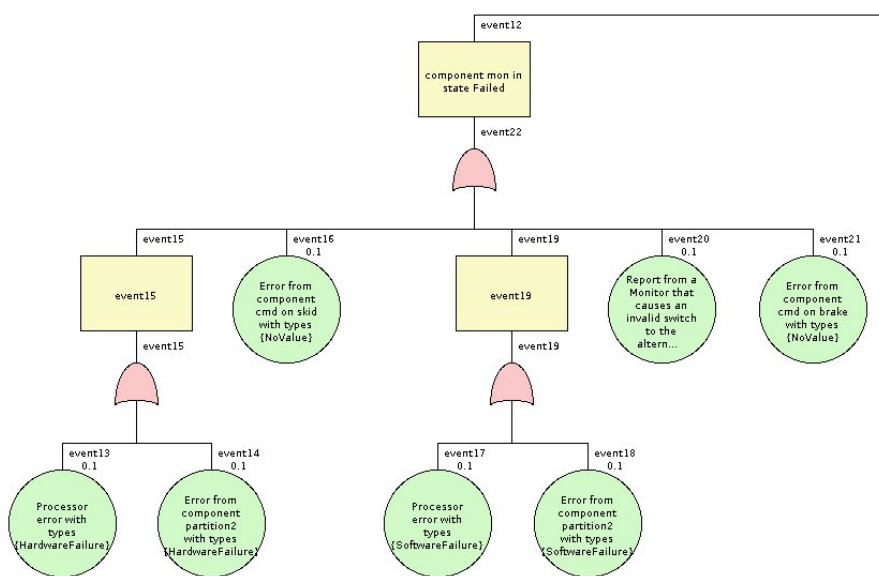 event12
component mon in
state Failed
event22
event15
event16
0.1
event19
event20
0.1
event21
0.1
event15
Error from
component
cmd on skid
with types
{NoValue}
event19
Report from a
Monitor that
causes an
invalid switch
to the
altern...
Error from
component
cmd on brake
with types
{NoValue}
event15
event19
event13
0.1
event14
0.1
event17
0.1
event18
0.1
Processor
error with
types
{HardwareFailure}
Error from
component
partition2
with types
{HardwareFailure}
Processor
error with
types
{SoftwareFailure}
Error from
component
partition2
with types
{SoftwareFailure}